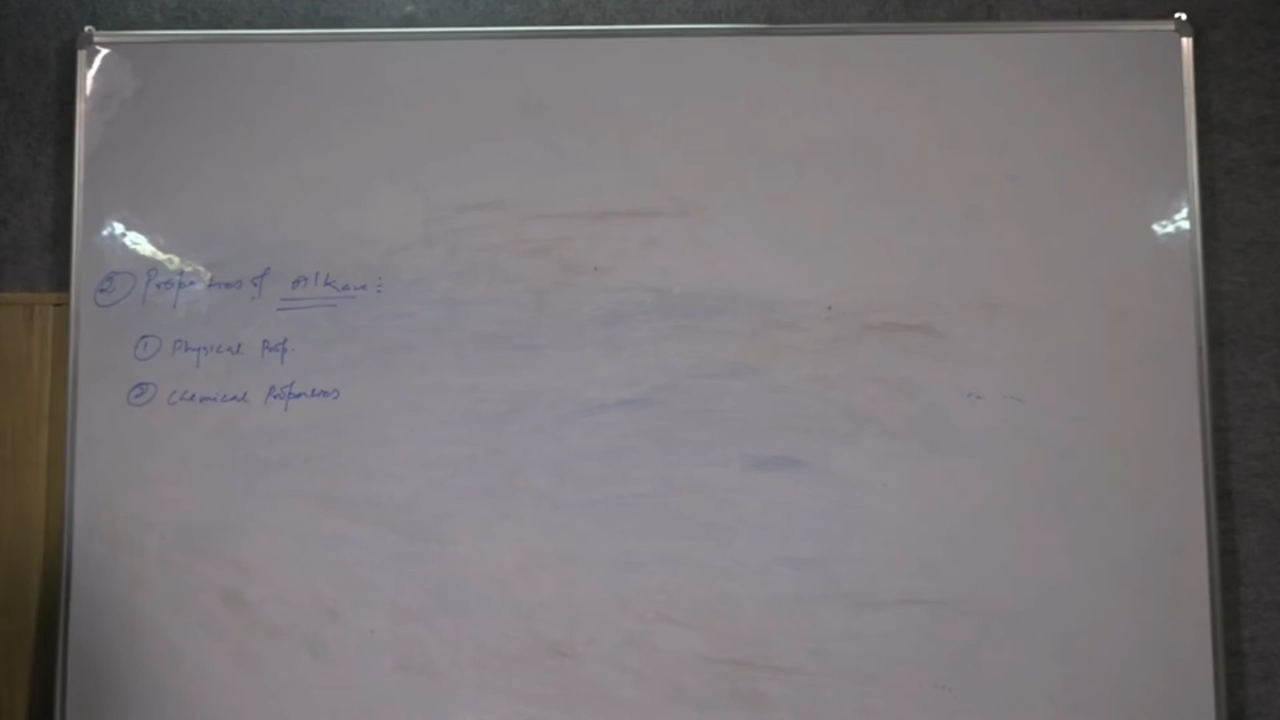 ② Properties of Alkane :
① Physical Prop.
② Chemical Properties